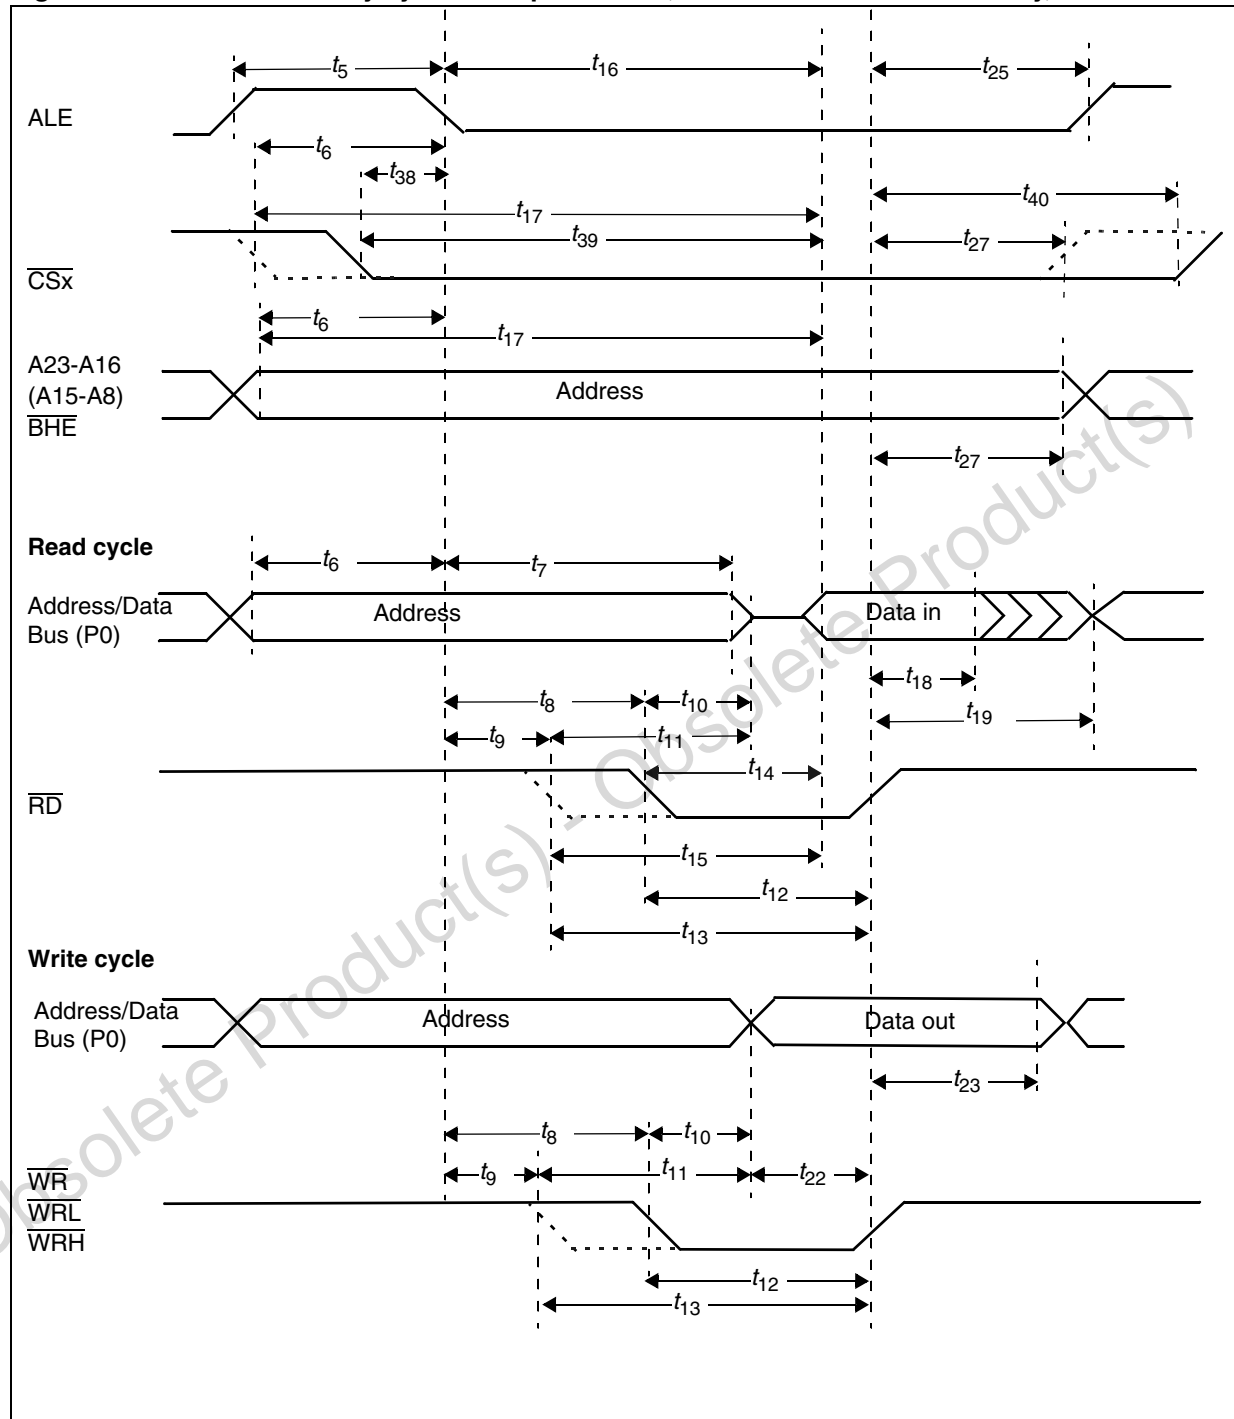 t5
t16
t25
ALE
t6
t38
t40
t17
t39
t27
CSx
t6
t17
A23-A16
(A15-A8)
BHE
Address
t27
Read cycle
t6
t7
Address/Data
Bus (P0)
Address
Data in
t18
t8
t10
t19
t9
t11
t14
RD
t15
t12
t13
Write cycle
Address/Data
Bus (P0)
Address
Data out
t23
t8
t10
t9
t11
t22
WR
WRL
WRH
t12
t13
Obsolete Product(s) - Obsolete Product(s)